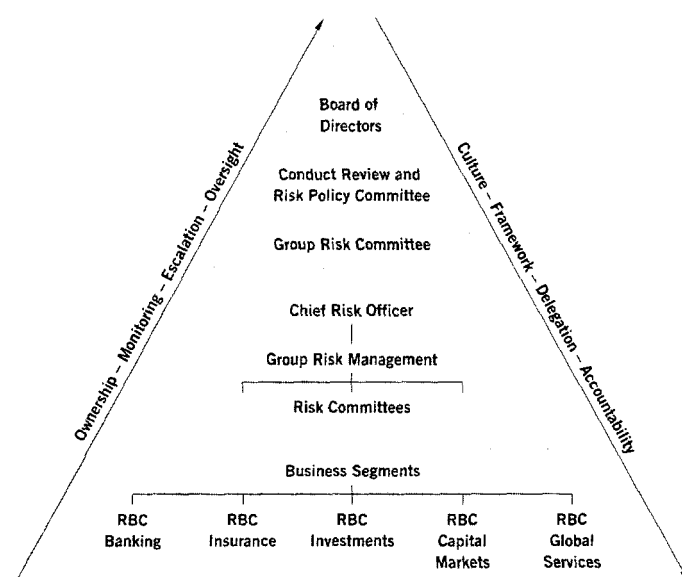 Board of
Directors
Conduct Review and
Risk Policy Committee
Group Risk Committee
Chief Risk Officer
Group Risk Management
Risk Committees
Business Segments
RBC
Banking
RBC
Insurance
RBC
Investments
RBC
Capital
Markets
RBC
Global
Services
Ownership – Monitoring – Escalation – Oversight
Culture – Framework – Delegation – Accountability